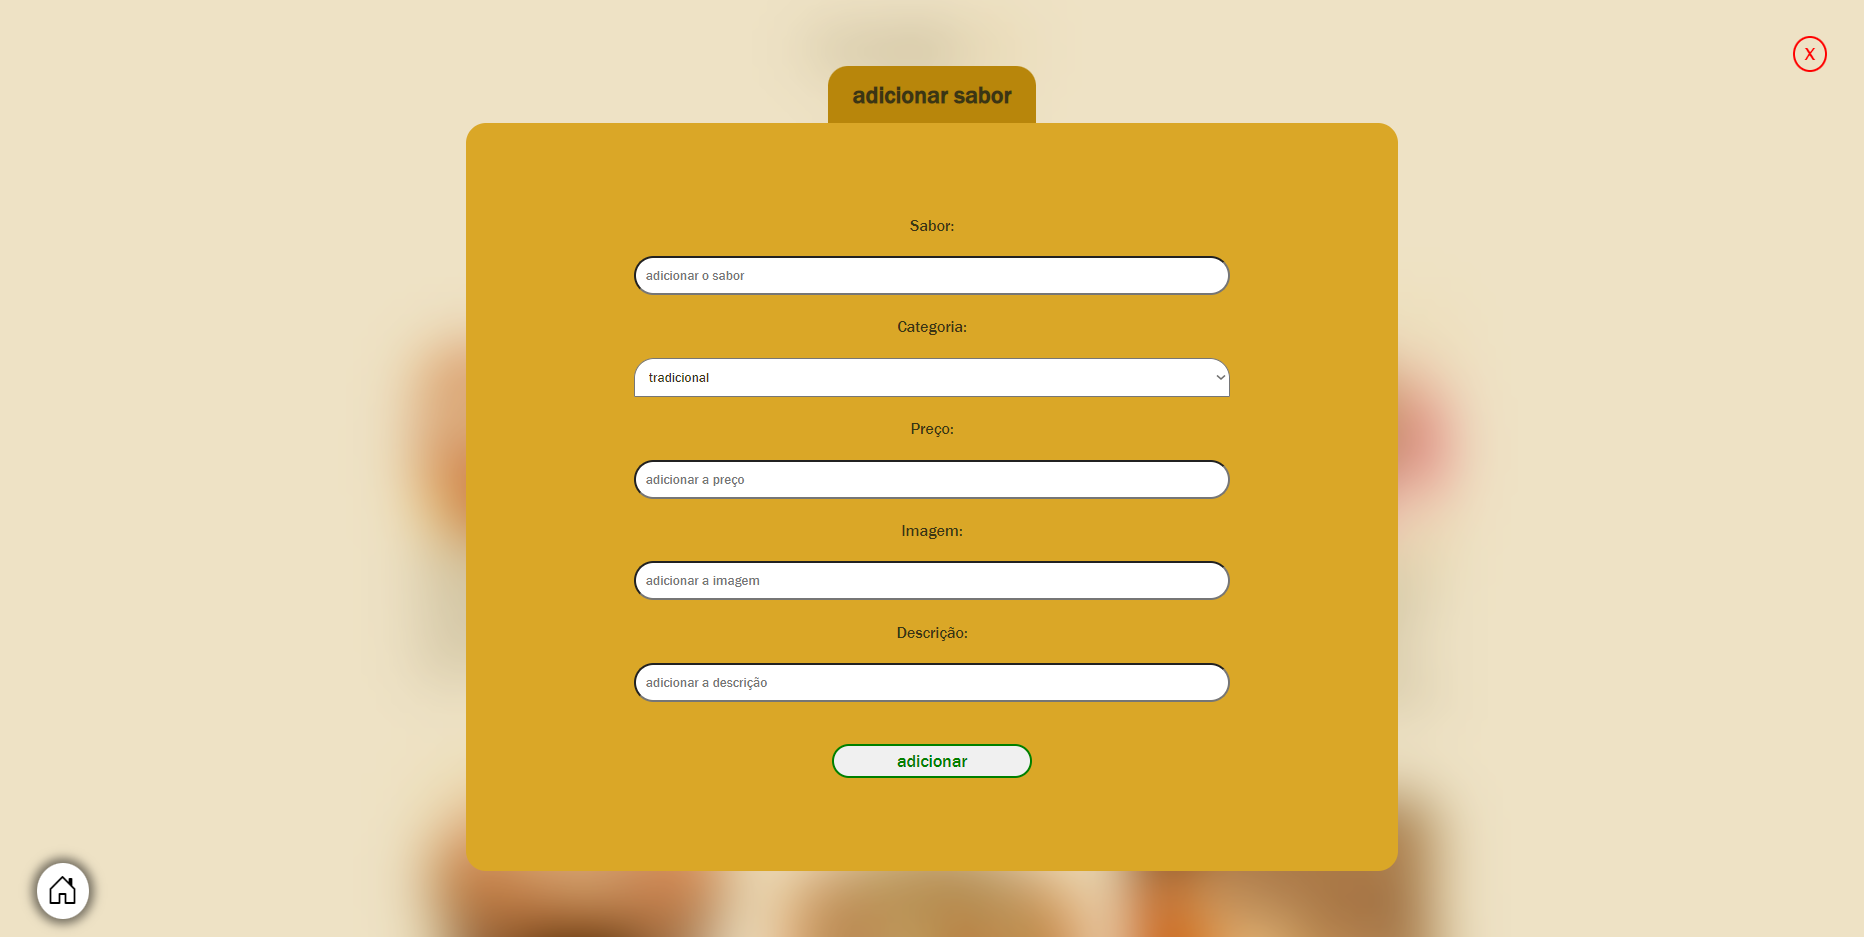 X
adicionar sabor
Sabor:
adicionar o sabor
Categoria:
tradicional
Preço:
adicionar a preço
Imagem:
adicionar a imagem
Descrição:
adicionar a descrição
adicionar